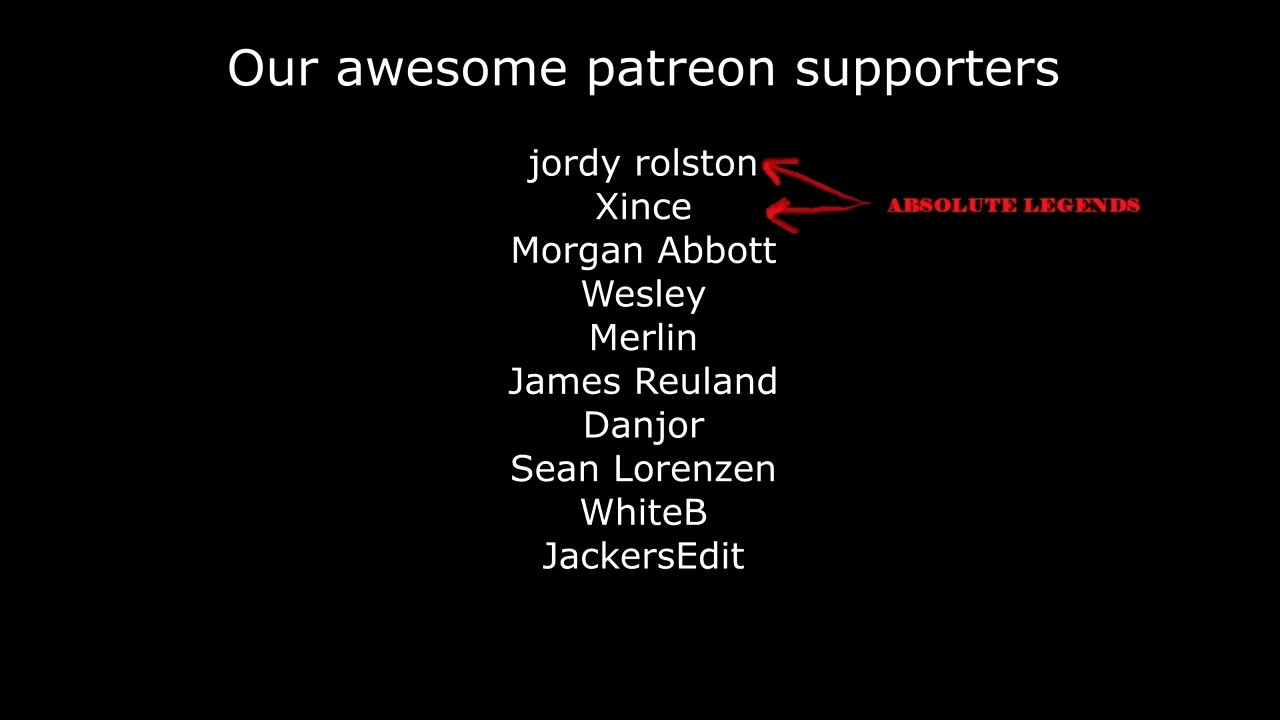 Our awesome patreon supporters
jordy rolston
Xince
ABSOLUTE LEGENDS
Morgan Abbott
Wesley
Merlin
James Reuland
Danjor
Sean Lorenzen
WhiteB
JackersEdit